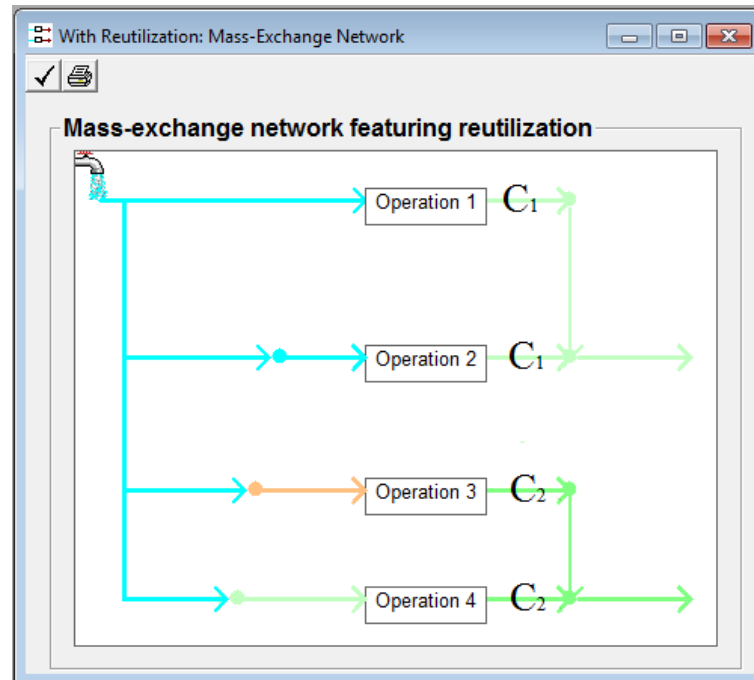 With Reutilization: Mass-Exchange Network
Mass-exchange network featuring reutilization
Operation 1
C₁
Operation 2
C₁
Operation 3
C₂
Operation 4
C₂